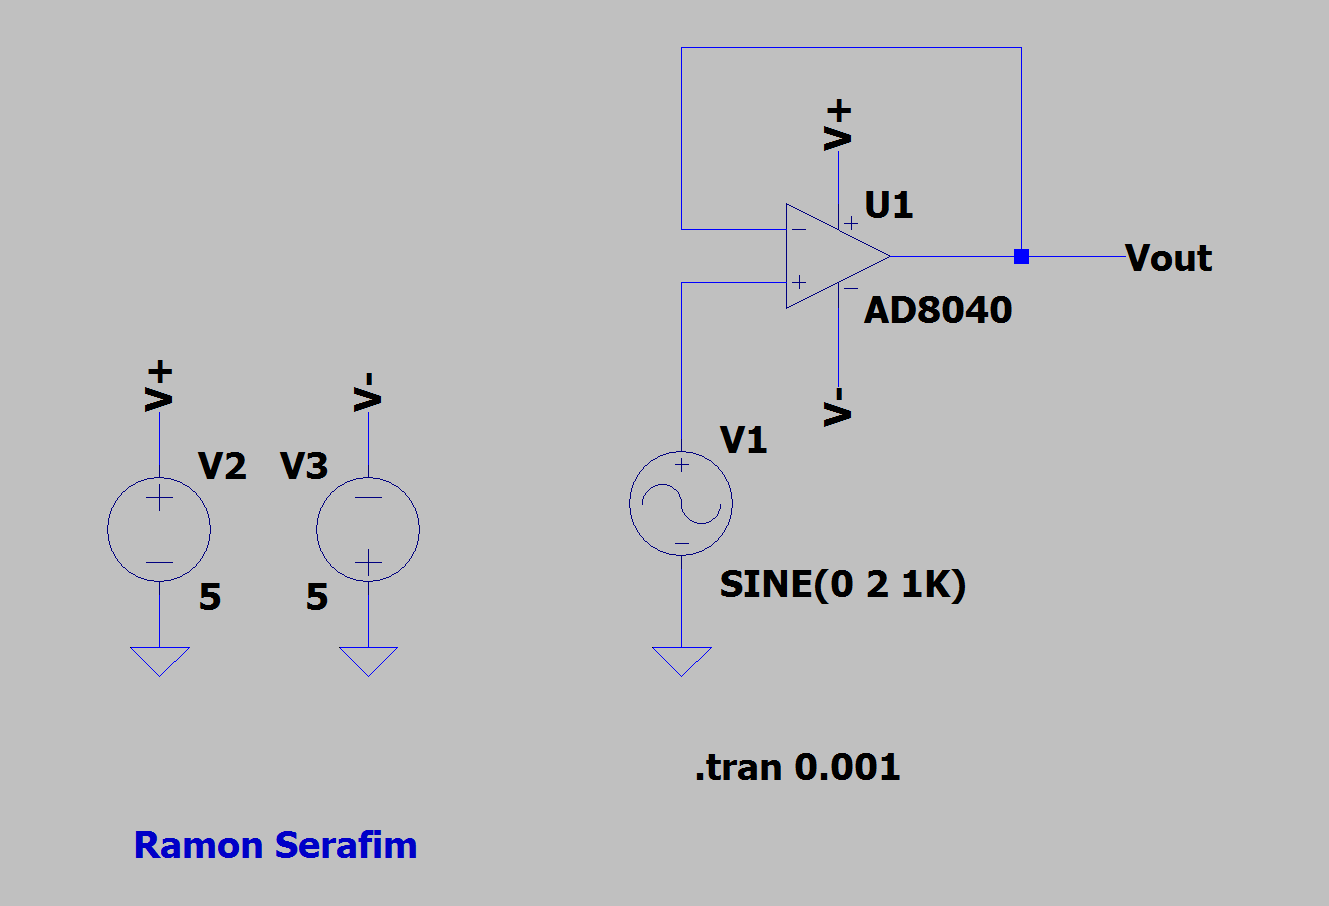 V+
U1
Vout
AD8040
V+
V-
V-
V1
V2
V3
5
5
SINE(0 2 1K)
.tran 0.001
Ramon Serafim